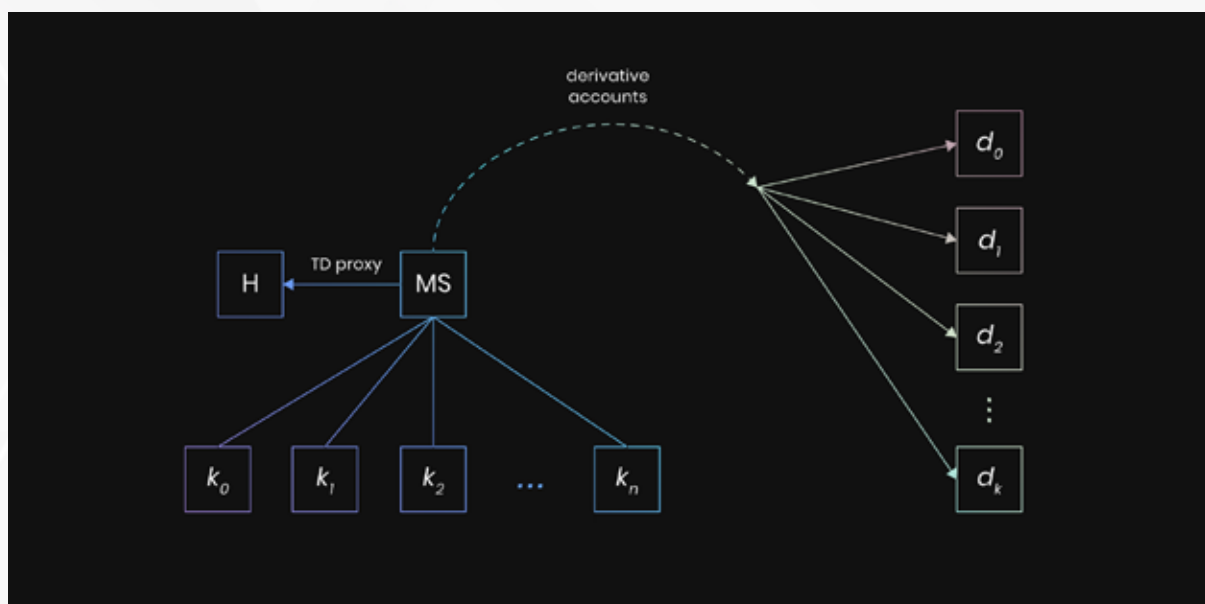 derivative
accounts
d₀
d₁
H
TD proxy
MS
d₂
⋮
k₀
k₁
k₂
...
kₙ
dₖ